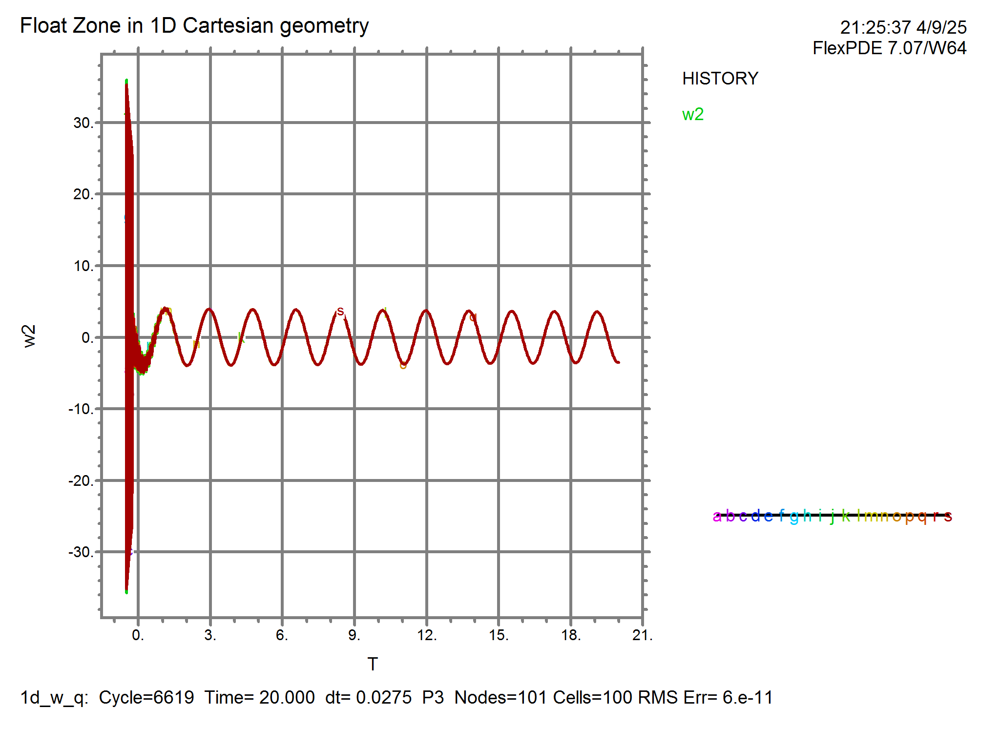 Float Zone in 1D Cartesian geometry
21:25:37 4/9/25
FlexPDE 7.07/W64
HISTORY
w2
30.
20.
10.
0.
-10.
-20.
-30.
w2
s
a b c d e f g h i j k l m n o p q r s
0. 3. 6. 9. 12. 15. 18. 21.
T
1d_w_q: Cycle=6619 Time= 20.000 dt= 0.0275 P3 Nodes=101 Cells=100 RMS Err= 6.e-11